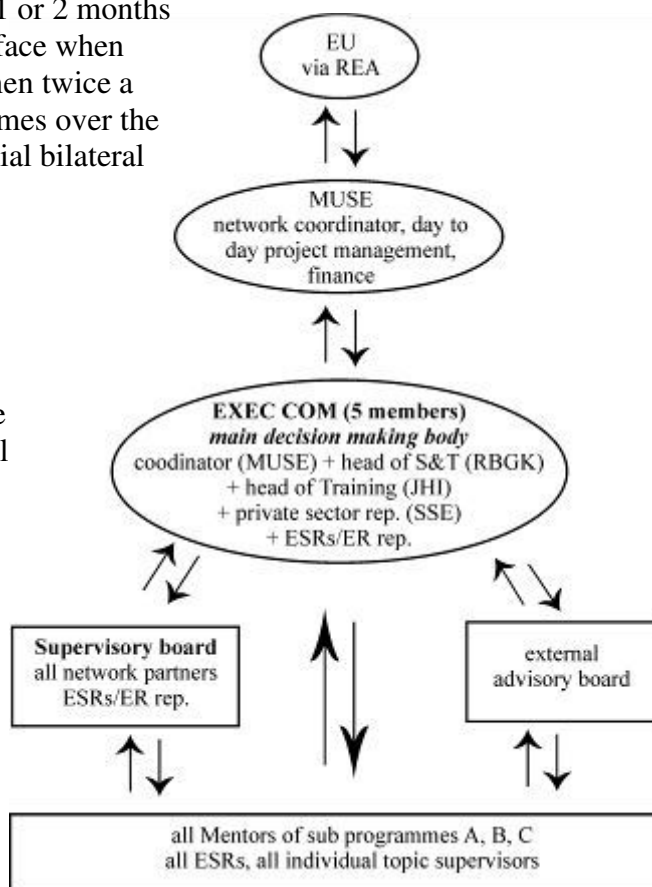 1 or 2 months
face when
hen twice a
mes over the
ial bilateral
e
l
EU
via REA
MUSE
network coordinator, day to
day project management,
finance
EXEC COM (5 members)
main decision making body
coodinator (MUSE) + head of S&T (RBGK)
+ head of Training (JHI)
+ private sector rep. (SSE)
+ ESRs/ER rep.
Supervisory board
all network partners
ESRs/ER rep.
external
advisory board
all Mentors of sub programmes A, B, C
all ESRs, all individual topic supervisors